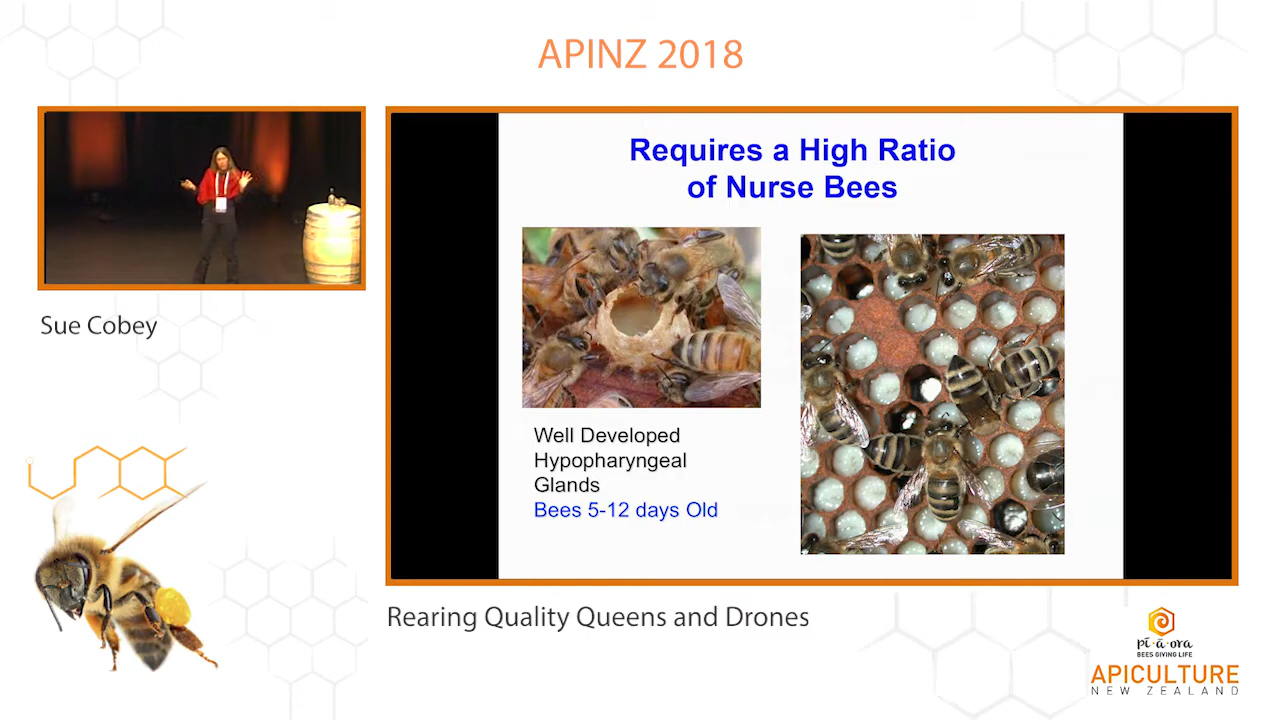 APINZ 2018
Requires a High Ratio
of Nurse Bees
Well Developed
Hypopharyngeal
Glands
Bees 5-12 days Old
Sue Cobey
Rearing Quality Queens and Drones
pī-ā-ora
BEES GIVING LIFE
APICULTURE
NEW ZEALAND